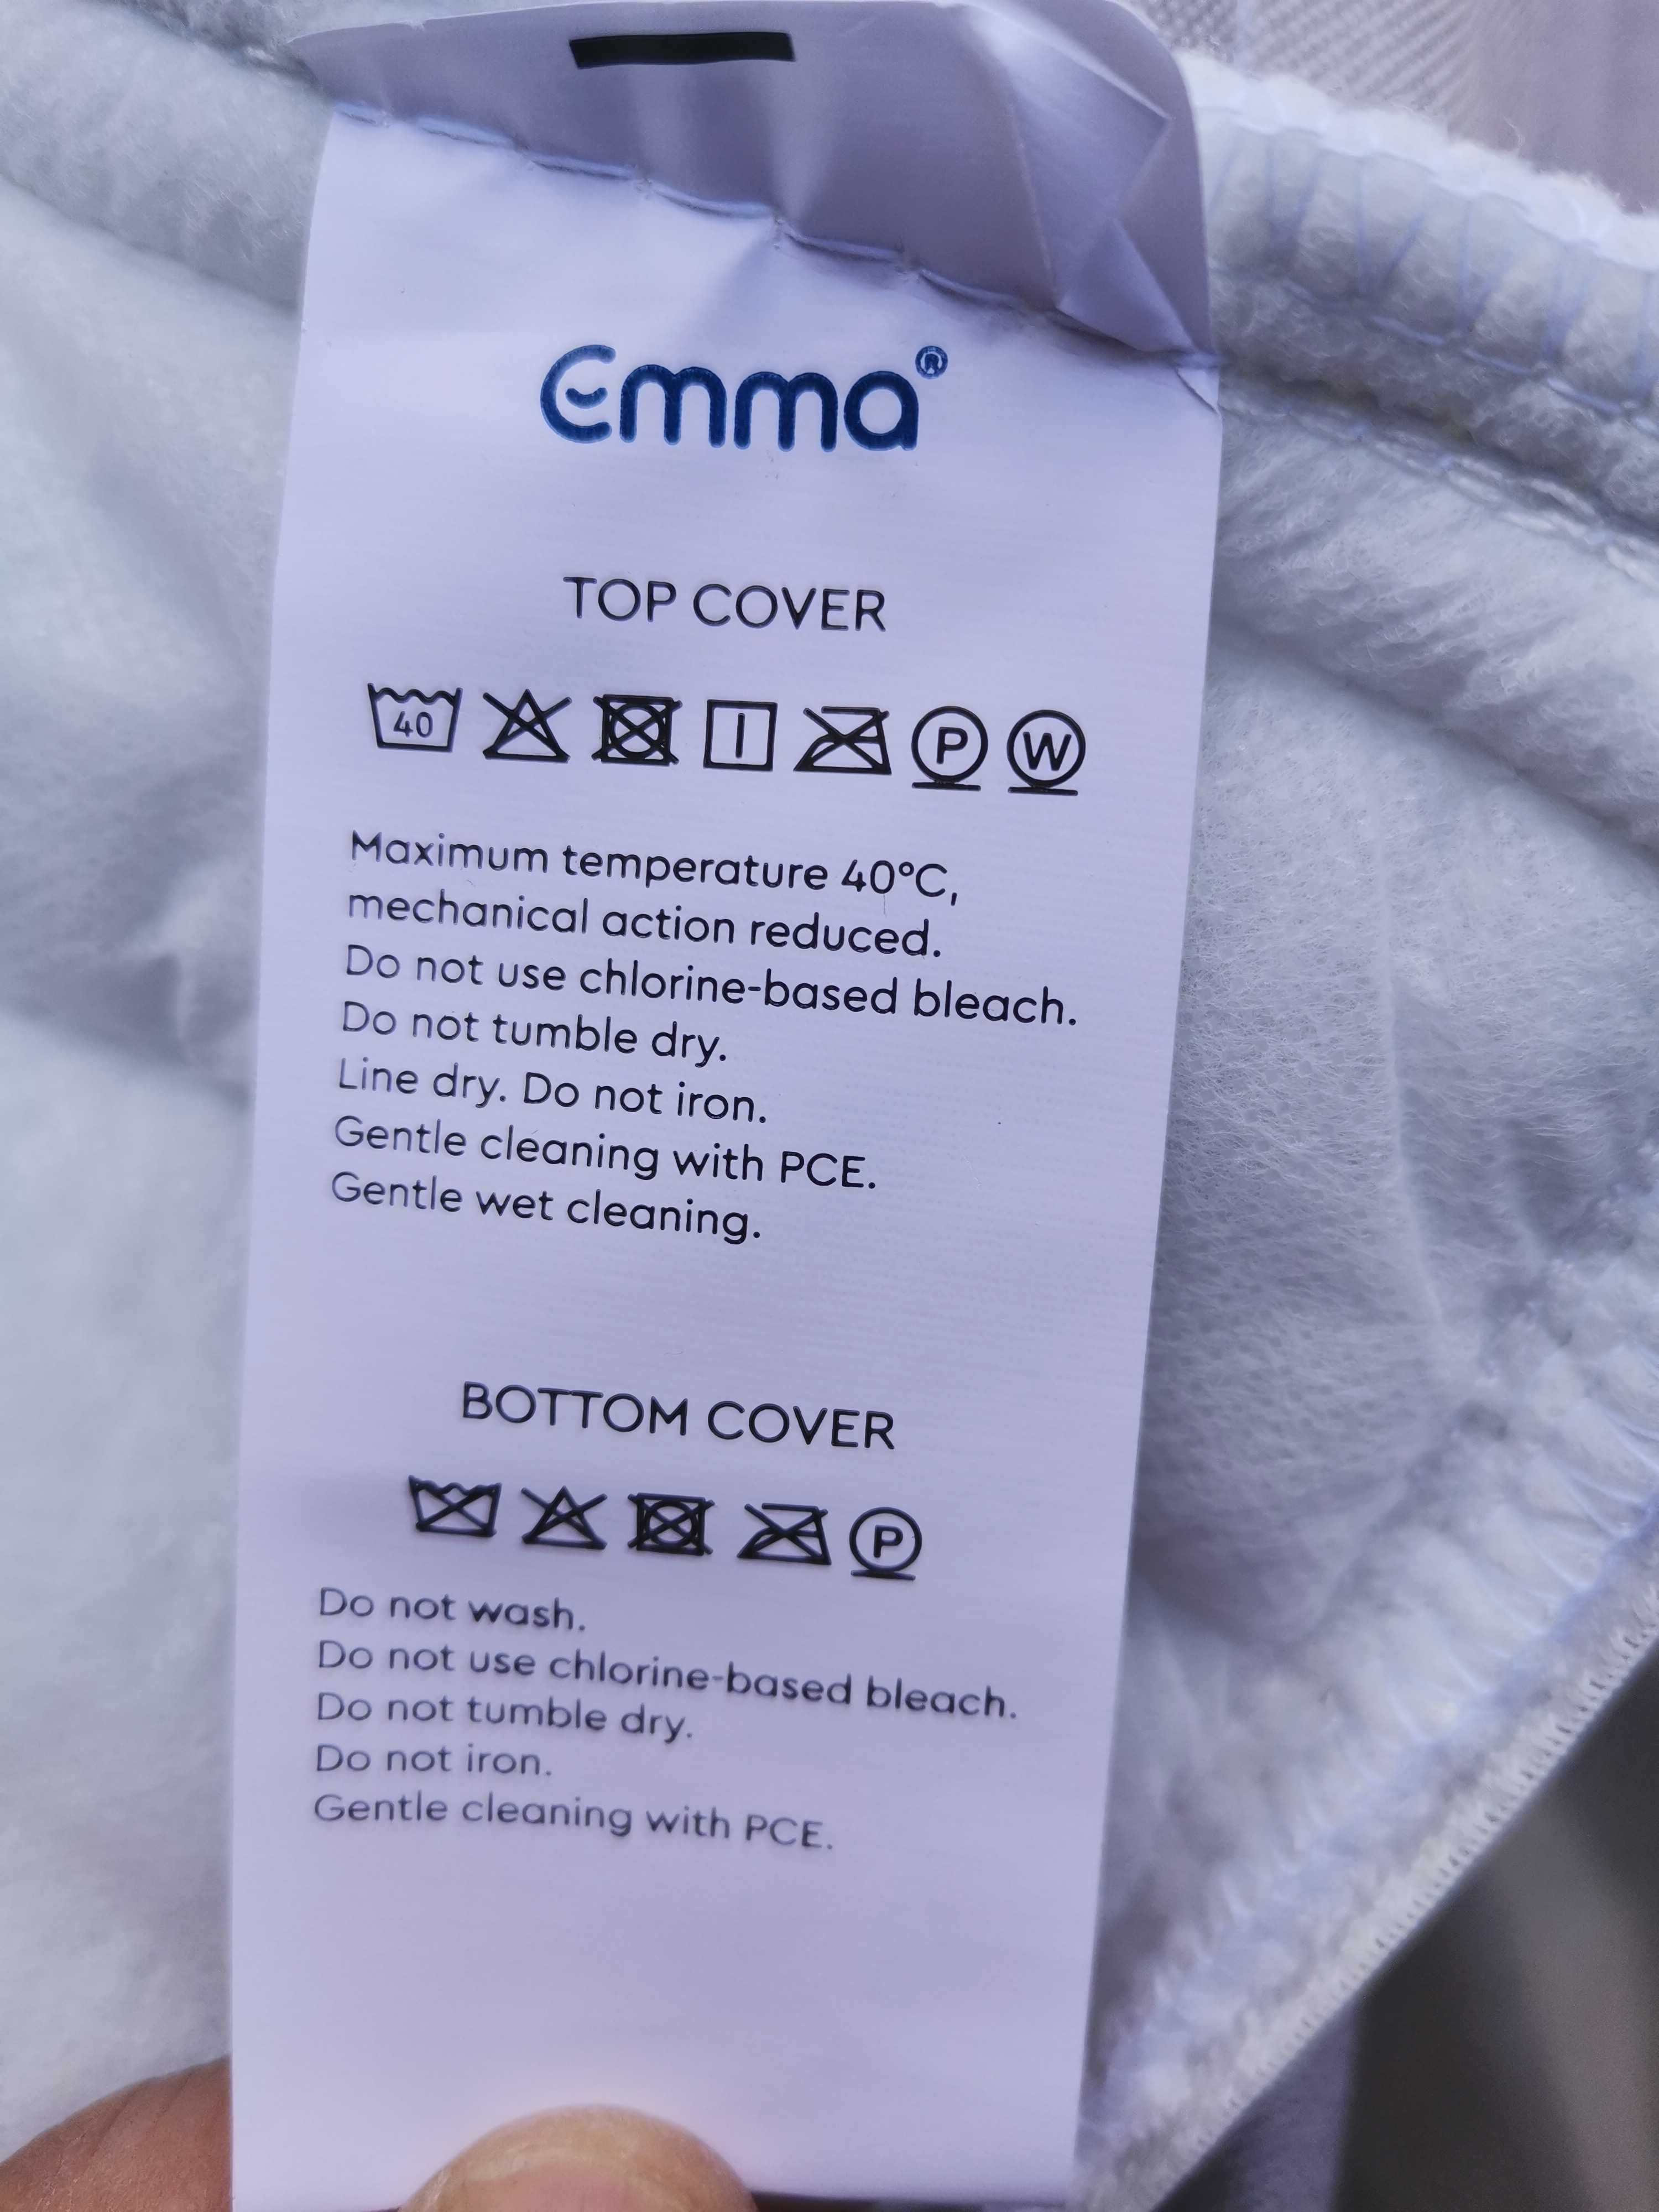 emma®
TOP COVER
40 P W
Maximum temperature 40°C,
mechanical action reduced.
Do not use chlorine-based bleach.
Do not tumble dry.
Line dry. Do not iron.
Gentle cleaning with PCE.
Gentle wet cleaning.
BOTTOM COVER
P
Do not wash.
Do not use chlorine-based bleach.
Do not tumble dry.
Do not iron.
Gentle cleaning with PCE.